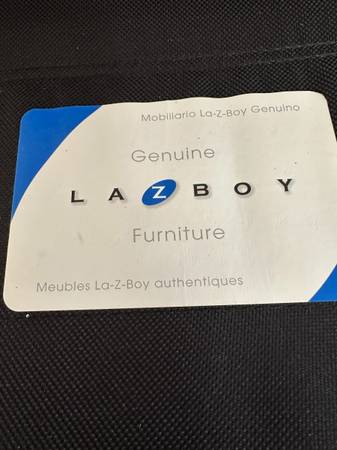 Mobiliario La-Z-Boy Genuino
Genuine
LAZBOY
Furniture
Meubles La-Z-Boy authentiques